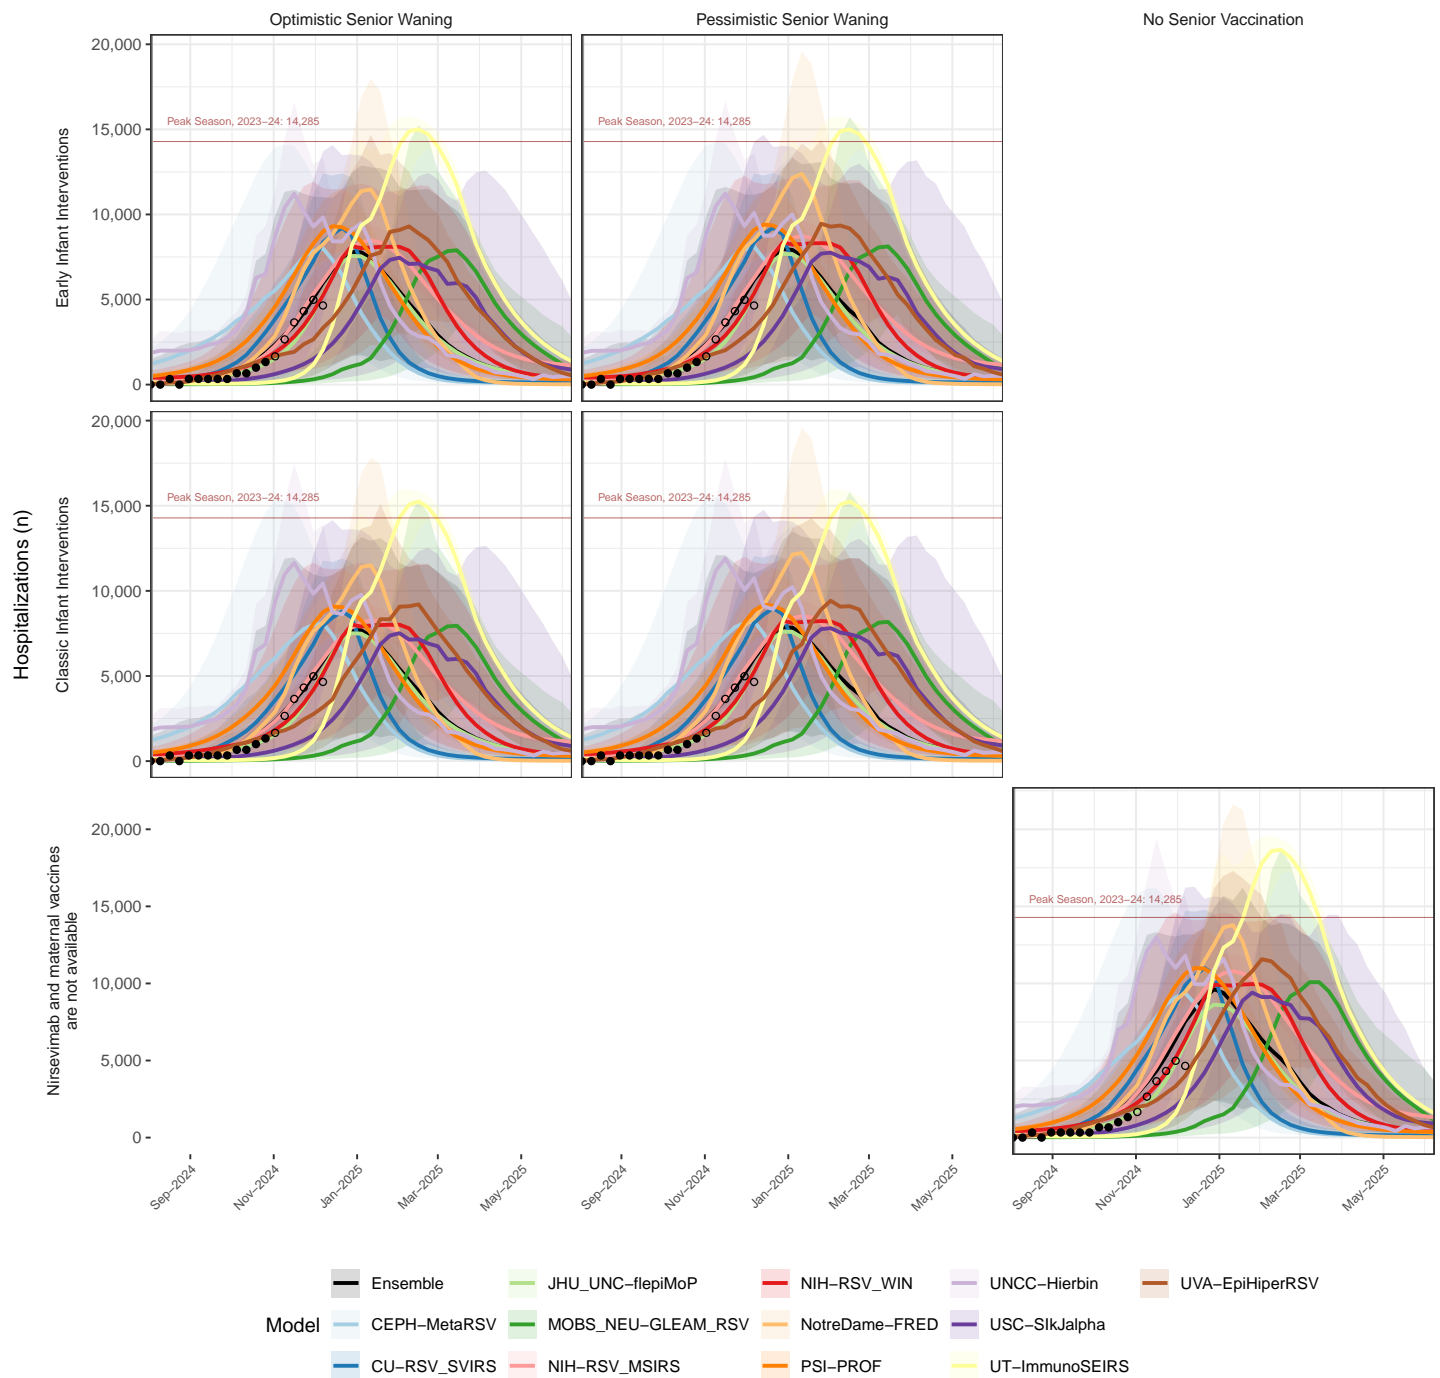 Optimistic Senior Waning
Pessimistic Senior Waning
No Senior Vaccination
Hospitalizations (n)
Early Infant Interventions
20,000
15,000
10,000
5,000
0
Peak Season, 2023−24: 14,285
Peak Season, 2023−24: 14,285
Classic Infant Interventions
20,000
15,000
10,000
5,000
0
Peak Season, 2023−24: 14,285
Peak Season, 2023−24: 14,285
Nirsevimab and maternal vaccines
are not available
20,000
15,000
10,000
5,000
0
Peak Season, 2023−24: 14,285
Sep−2024
Nov−2024
Jan−2025
Mar−2025
May−2025
Sep−2024
Nov−2024
Jan−2025
Mar−2025
May−2025
Sep−2024
Nov−2024
Jan−2025
Mar−2025
May−2025
Model
Ensemble
JHU_UNC−flepiMoP
NIH−RSV_WIN
UNCC−Hierbin
UVA−EpiHiperRSV
CEPH−MetaRSV
MOBS_NEU−GLEAM_RSV
NotreDame−FRED
USC−SIkJalpha
CU−RSV_SVIRS
NIH−RSV_MSIRS
PSI−PROF
UT−ImmunoSEIRS